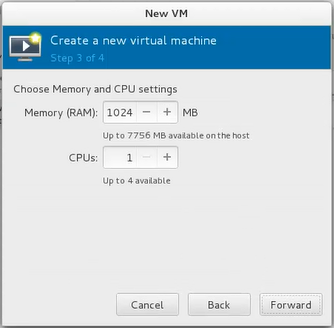 New VM
Create a new virtual machine
Step 3 of 4
Choose Memory and CPU settings
Memory (RAM): 1024 − + MB
Up to 7756 MB available on the host
CPUs: 1 − +
Up to 4 available
Cancel Back Forward